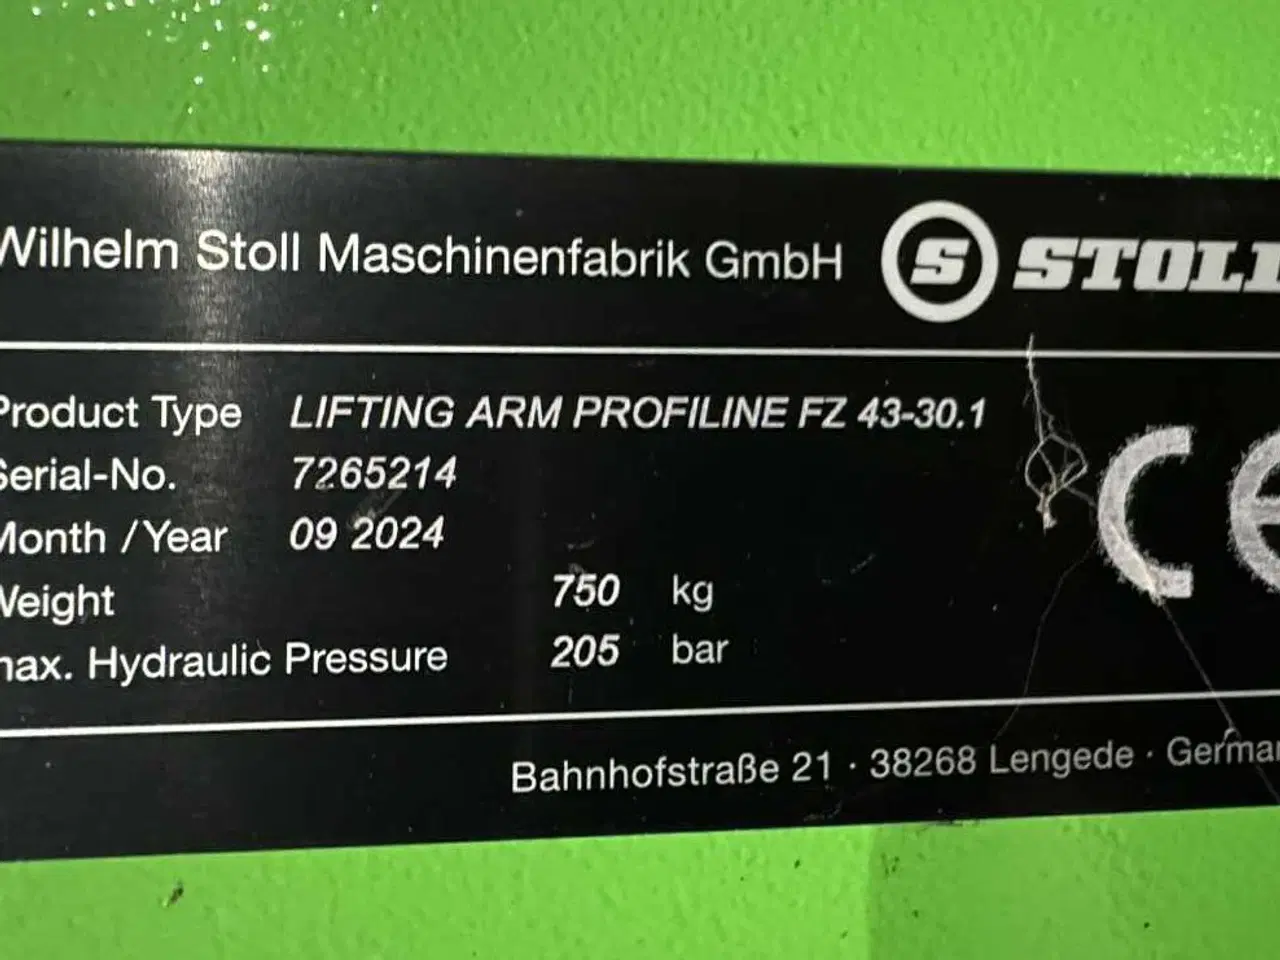 Wilhelm Stoll Maschinenfabrik GmbH S STOLL
Product Type LIFTING ARM PROFILINE FZ 43-30.1
Serial-No. 7265214
Month / Year 09 2024
Weight 750 kg
max. Hydraulic Pressure 205 bar
CE
Bahnhofstraße 21 · 38268 Lengede · German